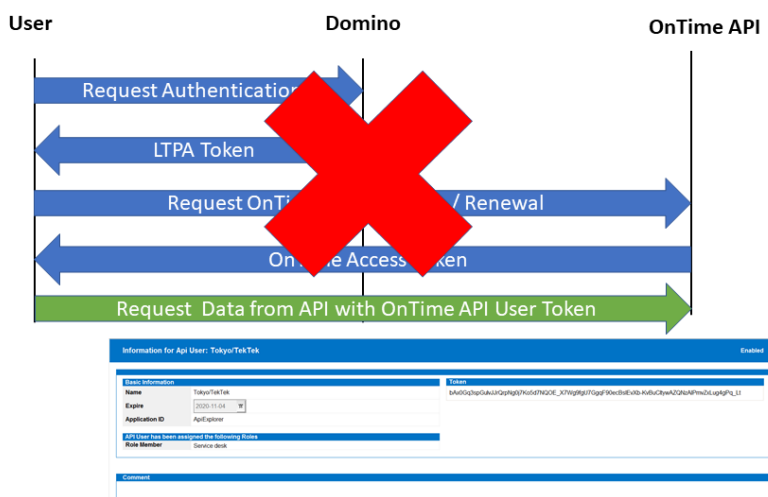 User
Domino
OnTime API
Request Authentication
LTPA Token
Request OnTi / Renewal
On e Access ken
Request Data from API with OnTime API User Token
Information for Api User: Tokyo/TekTek
Enabled
Basic Information
Token
Name Tokyo/TekTek
Expire 2020-11-04
Application ID ApiExplorer
API User has been assigned the following Roles
Role Member Service desk
Comment